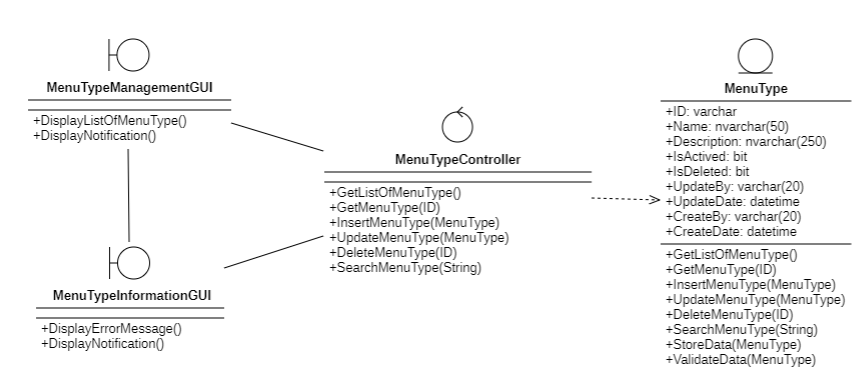 MenuTypeManagementGUI
+DisplayListOfMenuType()
+DisplayNotification()
MenuTypeInformationGUI
+DisplayErrorMessage()
+DisplayNotification()
MenuTypeController
+GetListOfMenuType()
+GetMenuType(ID)
+InsertMenuType(MenuType)
+UpdateMenuType(MenuType)
+DeleteMenuType(ID)
+SearchMenuType(String)
MenuType
+ID: varchar
+Name: nvarchar(50)
+Description: nvarchar(250)
+IsActived: bit
+IsDeleted: bit
+UpdateBy: varchar(20)
+UpdateDate: datetime
+CreateBy: varchar(20)
+CreateDate: datetime
+GetListOfMenuType()
+GetMenuType(ID)
+InsertMenuType(MenuType)
+UpdateMenuType(MenuType)
+DeleteMenuType(ID)
+SearchMenuType(String)
+StoreData(MenuType)
+ValidateData(MenuType)